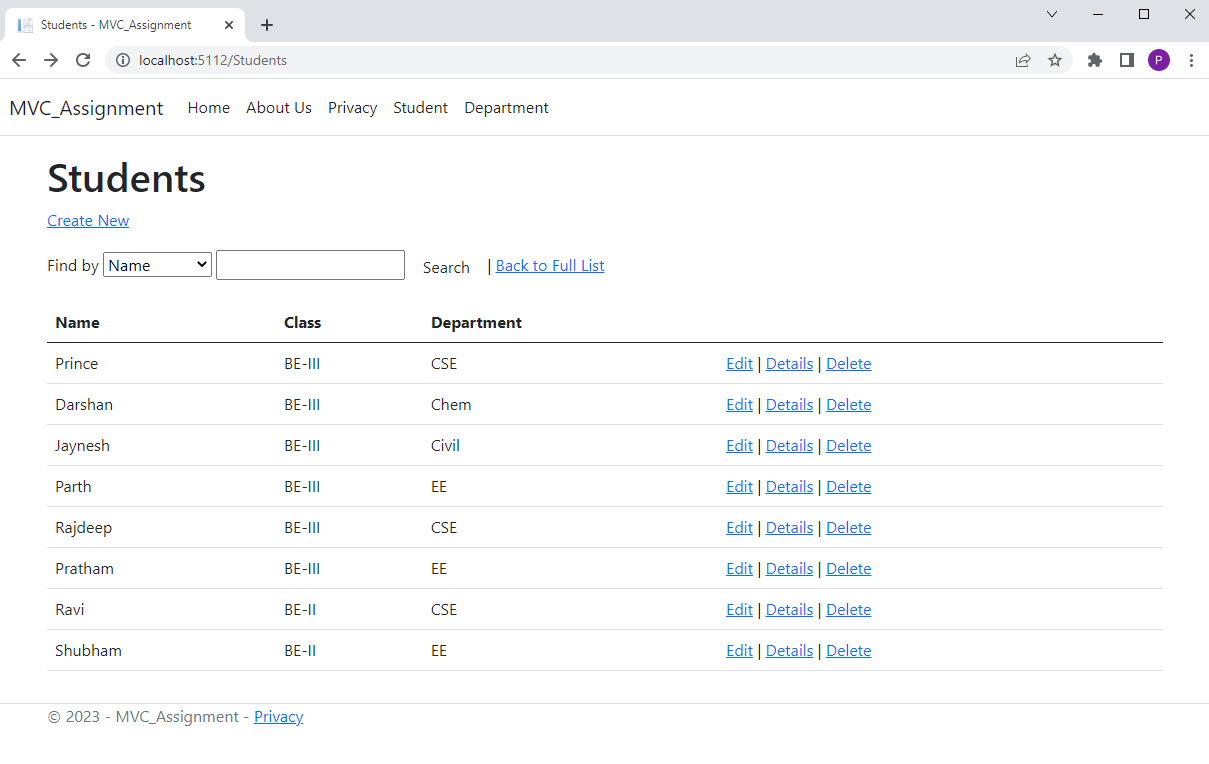 Students - MVC_Assignment
localhost:5112/Students
P
MVC_Assignment Home About Us Privacy Student Department
Students
Create New
Find by Name Search | Back to Full List
Name Class Department
Prince BE-III CSE Edit | Details | Delete
Darshan BE-III Chem Edit | Details | Delete
Jaynesh BE-III Civil Edit | Details | Delete
Parth BE-III EE Edit | Details | Delete
Rajdeep BE-III CSE Edit | Details | Delete
Pratham BE-III EE Edit | Details | Delete
Ravi BE-II CSE Edit | Details | Delete
Shubham BE-II EE Edit | Details | Delete
© 2023 - MVC_Assignment - Privacy